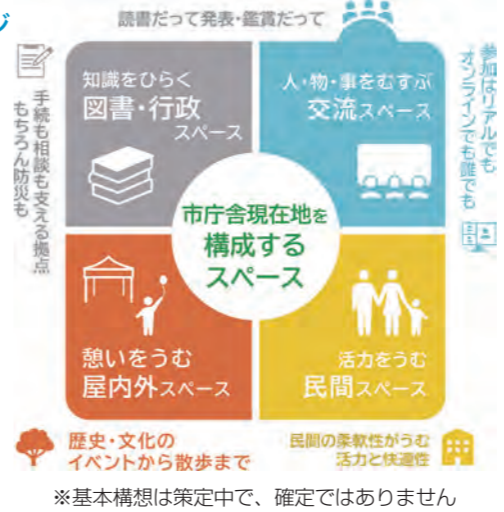 ジ
読書だって発表・鑑賞だって
手続も相談も支える拠点
もちろん防災も
知識をひらく
図書・行政
スペース
人・物・事をむすぶ
交流スペース
参加はリアルでも
オンラインでも誰でも
市庁舎現在地を
構成する
スペース
憩いをうむ
屋内外スペース
活力をうむ
民間スペース
歴史・文化の
イベントから散歩まで
民間の柔軟性がうむ
活力と快適性
※基本構想は策定中で、確定ではありません